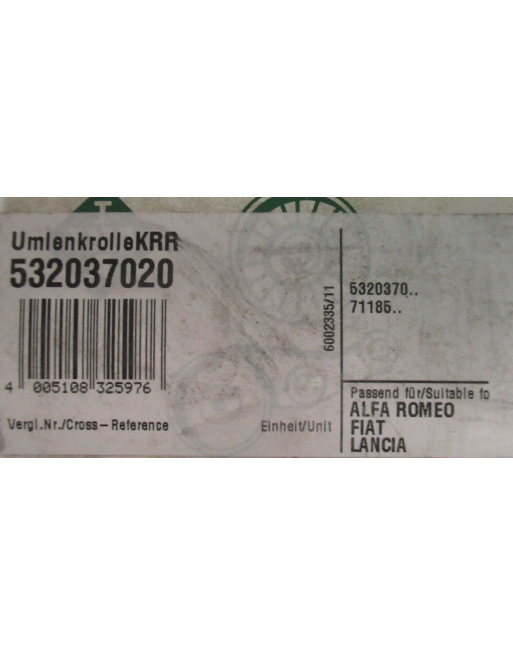 UmlenkrolleKRR
532037020
4 005108 325976
Vergl.Nr./Cross-Reference
Einheit/Unit
6002335/11
5320370..
71185..
Passend für/Suitable to
ALFA ROMEO
FIAT
LANCIA